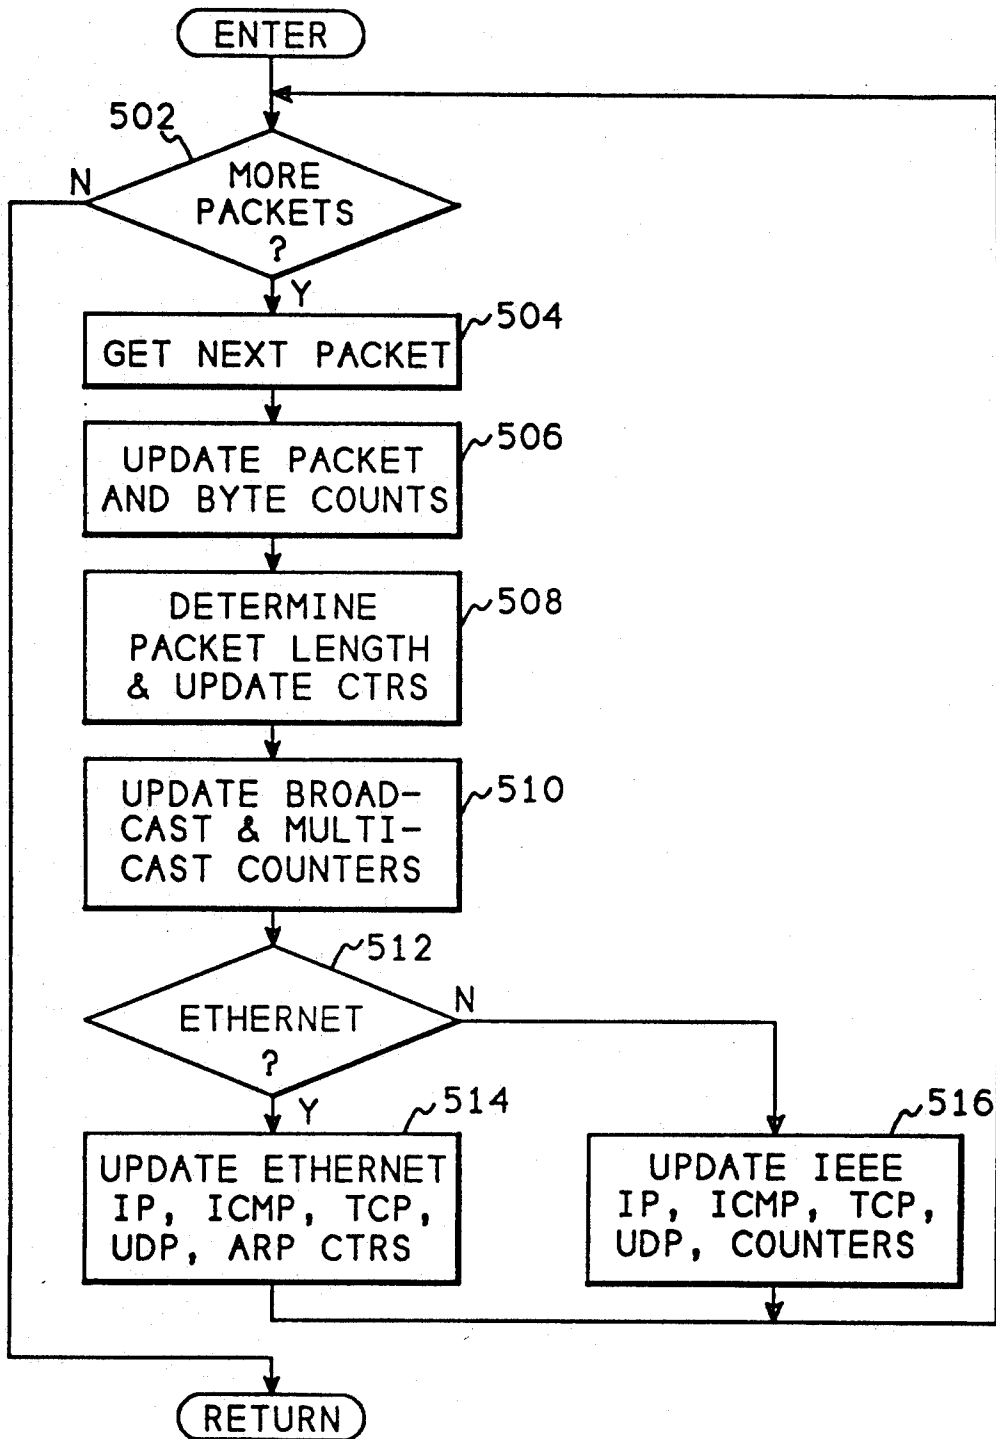 ENTER
502
N
MORE
PACKETS
?
Y
504
GET NEXT PACKET
506
UPDATE PACKET
AND BYTE COUNTS
508
DETERMINE
PACKET LENGTH
& UPDATE CTRS
510
UPDATE BROAD-
CAST & MULTI-
CAST COUNTERS
512
ETHERNET
?
N
Y
514
UPDATE ETHERNET
IP, ICMP, TCP,
UDP, ARP CTRS
516
UPDATE IEEE
IP, ICMP, TCP,
UDP, COUNTERS
RETURN